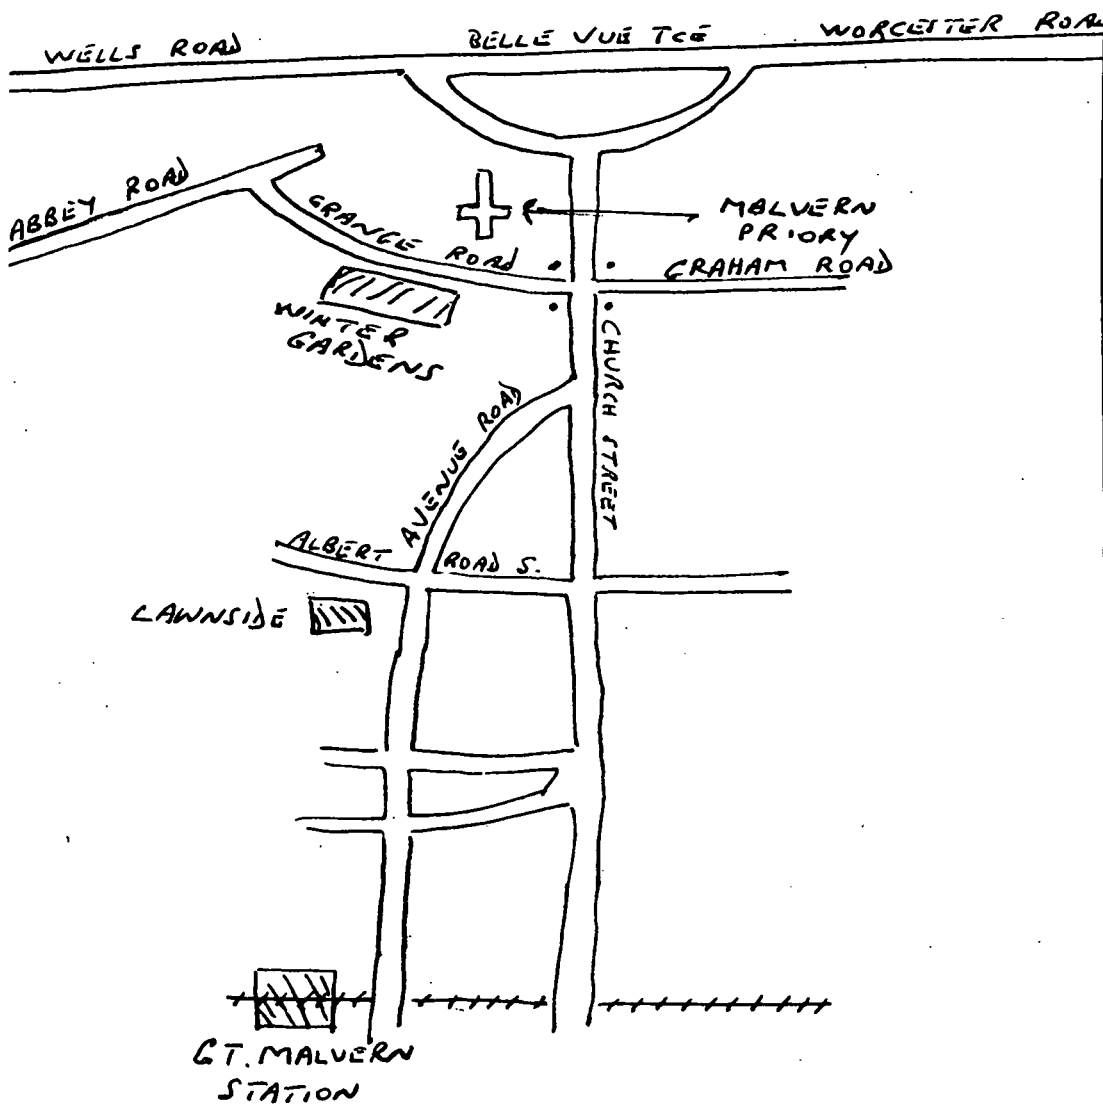 WELLS ROAD
BELLE VUE TCE
WORCESTER ROAD
ABBEY ROAD
GRANGE ROAD
MALVERN
PRIORY
GRAHAM ROAD
WINTER
GARDENS
CHURCH STREET
AVENUE ROAD
ALBERT ROAD S.
LAWNSIDE
GT. MALVERN
STATION